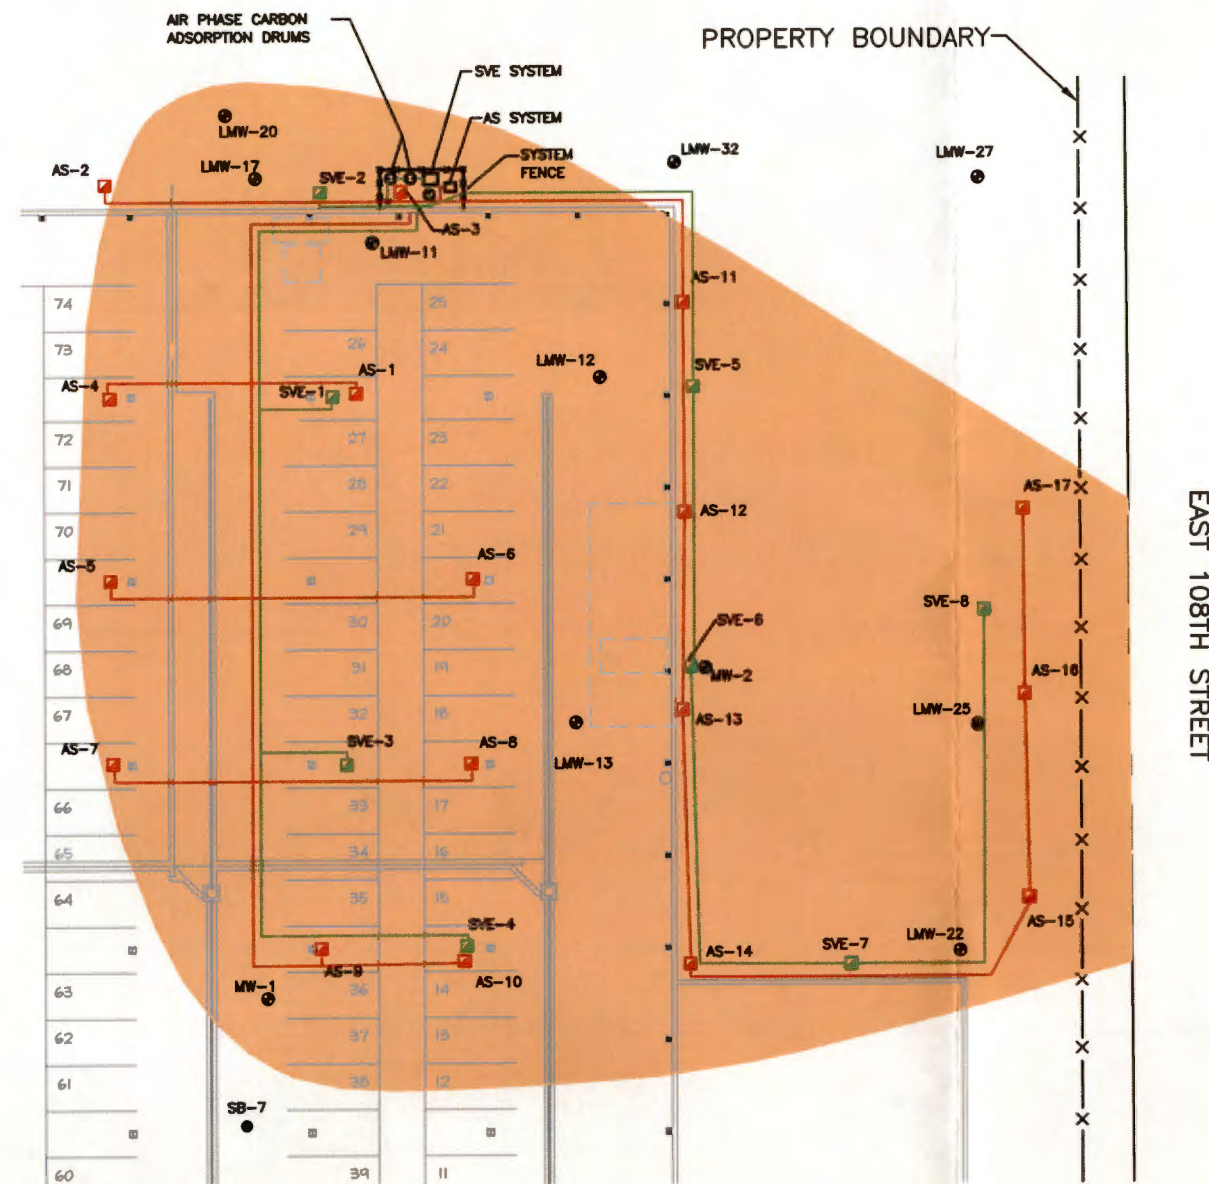 AIR PHASE CARBON
ADSORPTION DRUMS
PROPERTY BOUNDARY
SVE SYSTEM
AS SYSTEM
LMW-20
SYSTEM
FENCE
LMW-32
LMW-27
AS-2
LMW-17
SVE-2
AS-3
LMW-11
AS-11
74
25
73
26
24
LMW-12
SVE-5
AS-4
SVE-1
AS-1
72
27
23
71
28
22
AS-17
70
29
21
AS-12
EAST 108TH STREET
AS-5
AS-6
SVE-8
69
30
20
SVE-6
68
31
19
MW-2
AS-16
67
32
18
AS-13
LMW-25
AS-7
SVE-3
AS-8
LMW-13
66
33
17
65
34
16
64
35
15
SVE-4
AS-14
SVE-7
LMW-22
AS-15
AS-9
AS-10
MW-1
63
36
14
62
37
13
61
38
12
SB-7
60
39
11